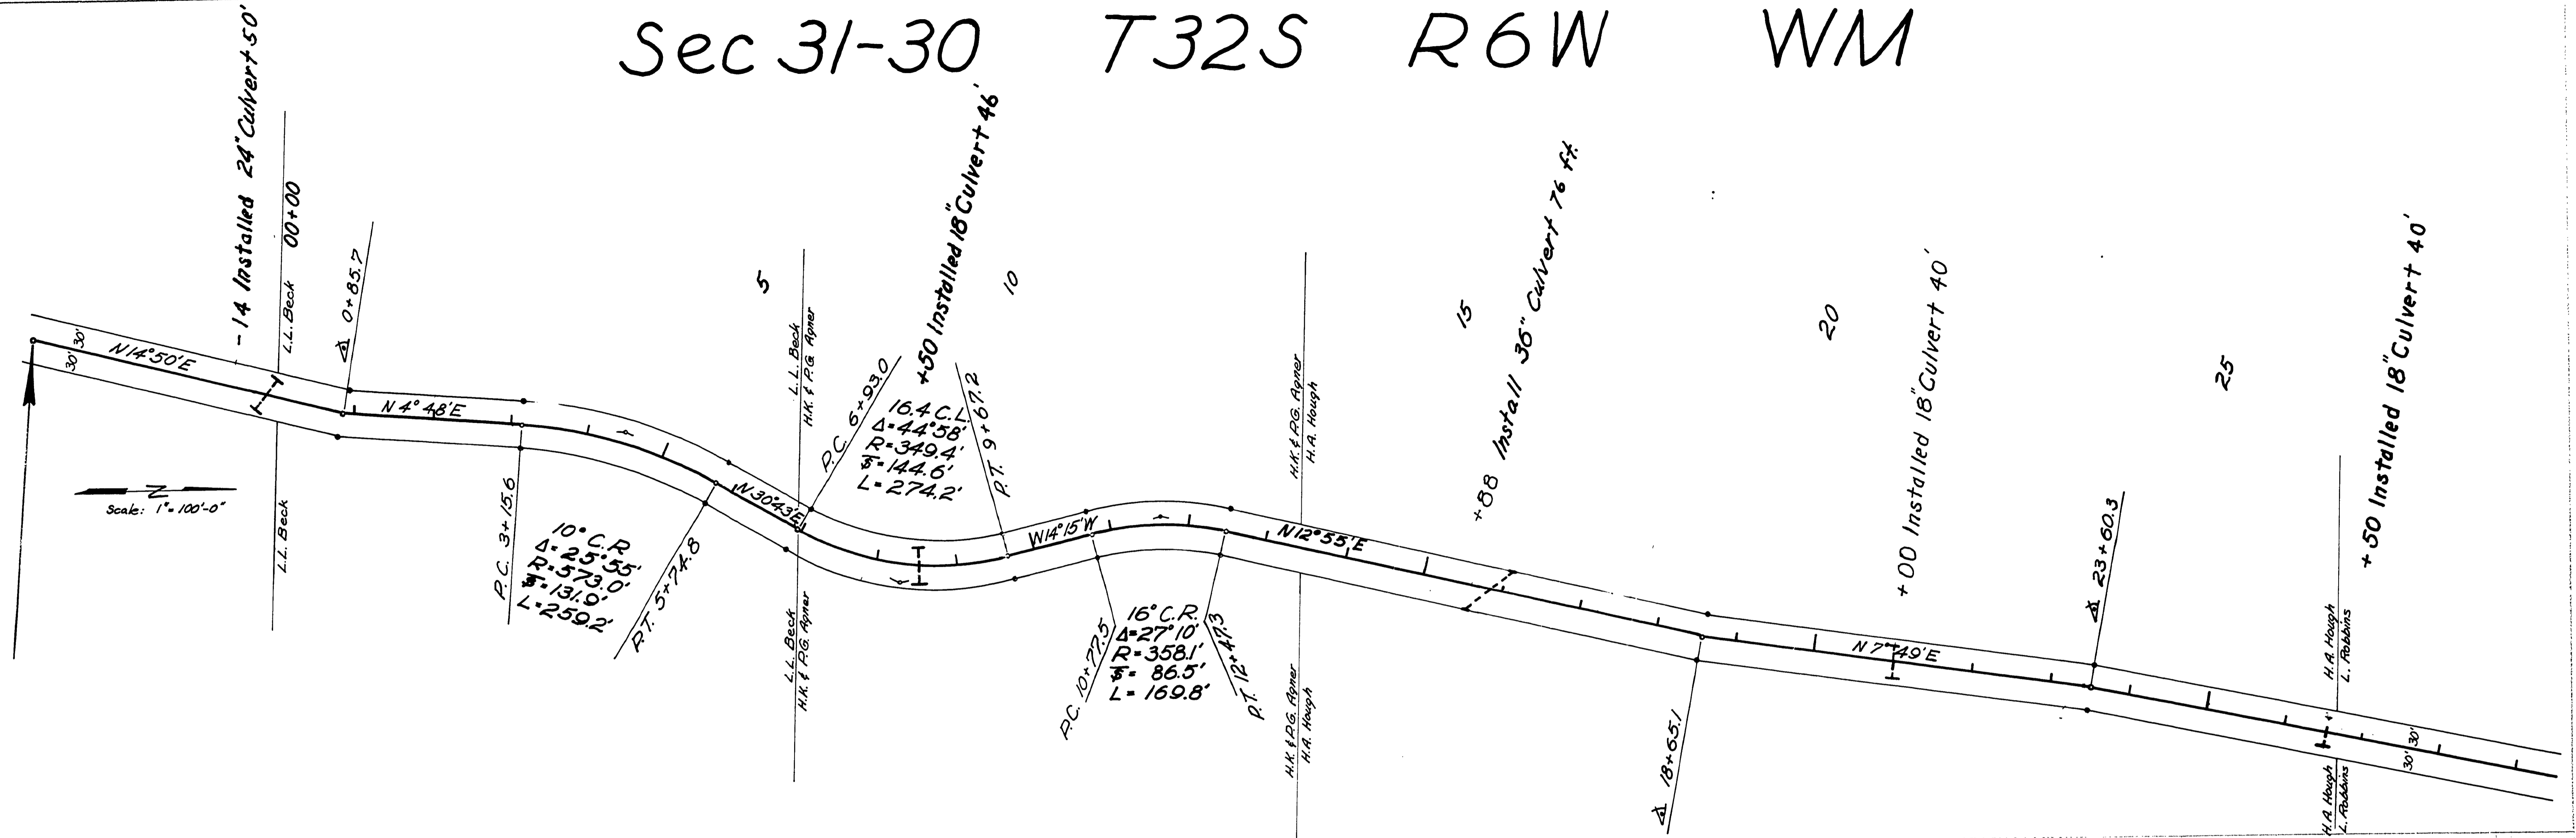 Sec 31-30 T32S R6W WM
-14 Installed 24" Culvert 50'
L.L. Beck 00+00
0+85.7
30' 30'
N14°50'E
N 4° 48'E
L.L. Beck
Scale: 1"=100'-0"
P.C. 3+15.6
10° C.R
Δ=25°55'
R=573.0'
T=131.9'
L=259.2'
P.T. 5+74.8
5
L.L. Beck
H.K. & P.G. Agner
N30°43'E
L.L. Beck
H.K. & P.G. Agner
P.C. 6+93.0
+50 Installed 18" Culvert 46'
16.4 C.L.
Δ=44°58'
R=349.4'
T=144.6'
L=274.2'
P.T. 9+67.2
10
W14°15'W
P.C. 10+77.5
16° C.R.
Δ=27°10'
R=358.1'
T= 86.5'
L= 169.8'
P.T. 12+47.3
H.K. & P.G. Agner
H.A. Hough
N12°55'E
H.K. & P.G. Agner
H.A. Hough
15
+88 Install 36" Culvert 76 ft.
18+65.1
20
+00 Installed 18" Culvert 40'
N 7°49'E
23+60.3
25
H.A. Hough
L. Robbins
+50 Installed 18" Culvert 40'
30' 30'
H.A. Hough
L. Robbins